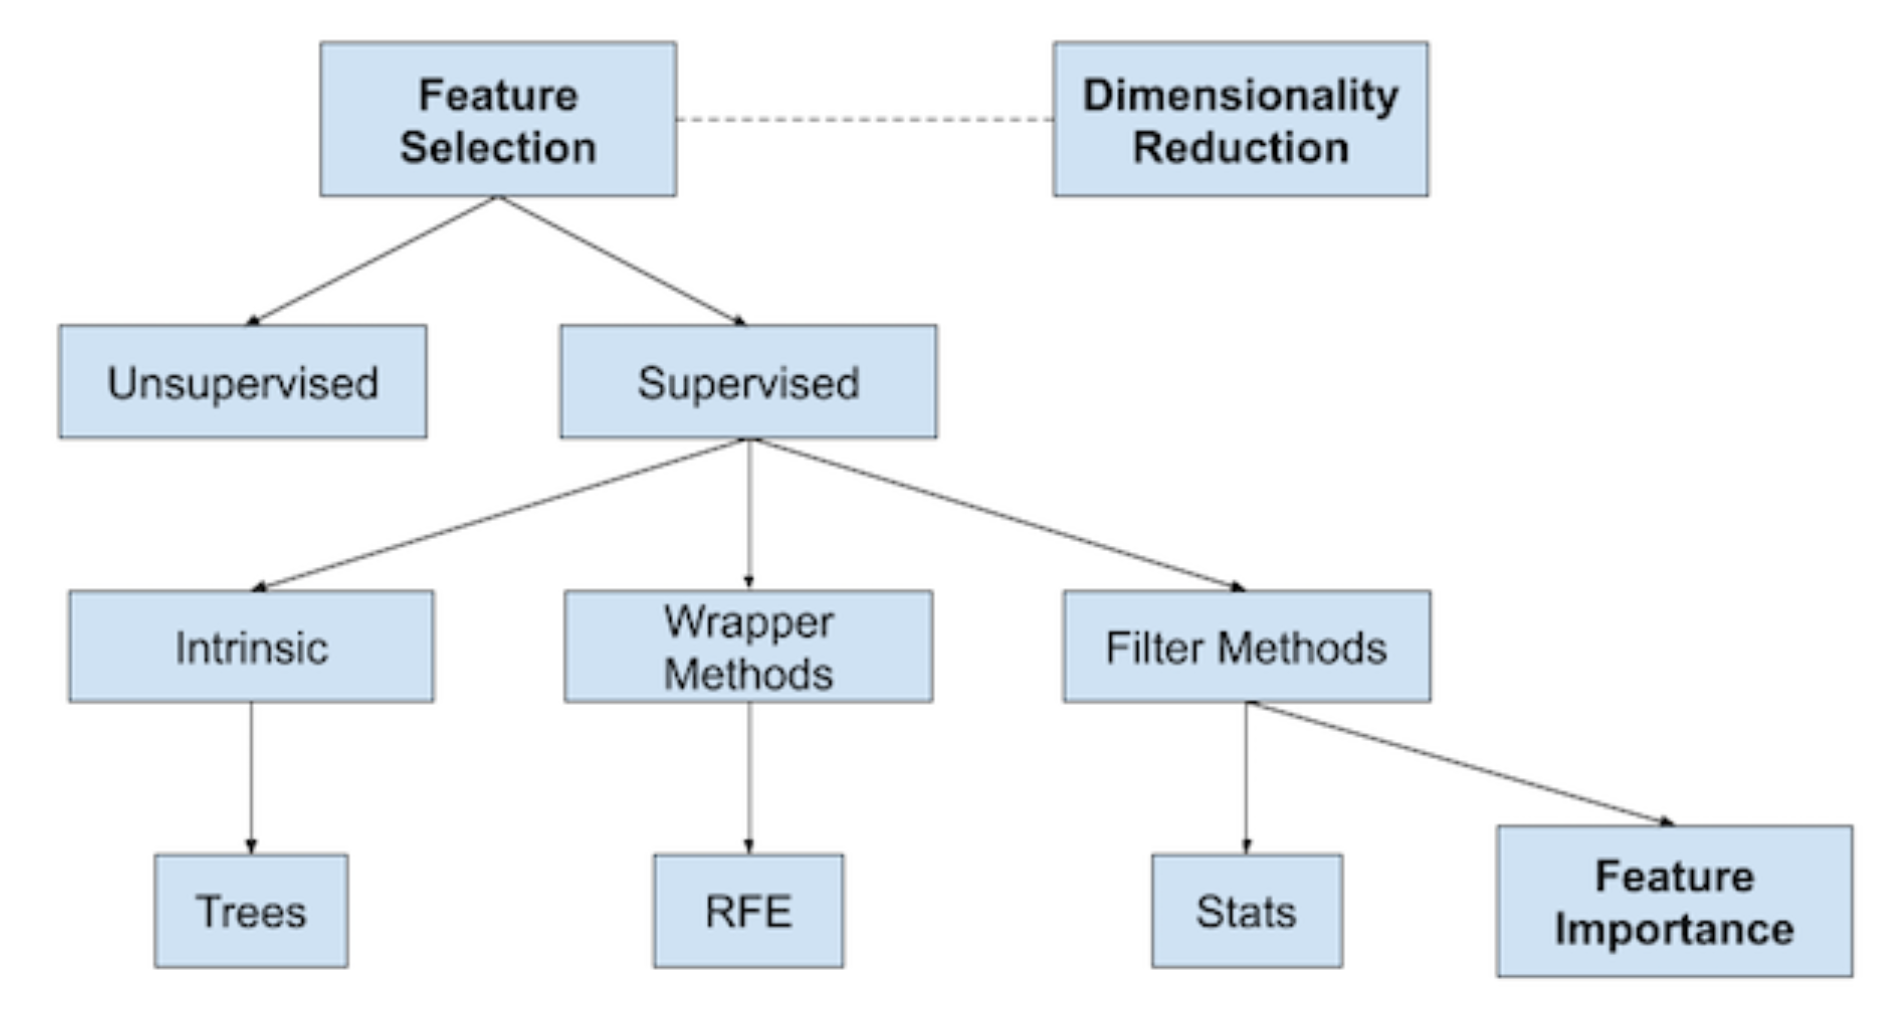 Feature
Selection
Dimensionality
Reduction
Unsupervised
Supervised
Intrinsic
Wrapper
Methods
Filter Methods
Trees
RFE
Stats
Feature
Importance